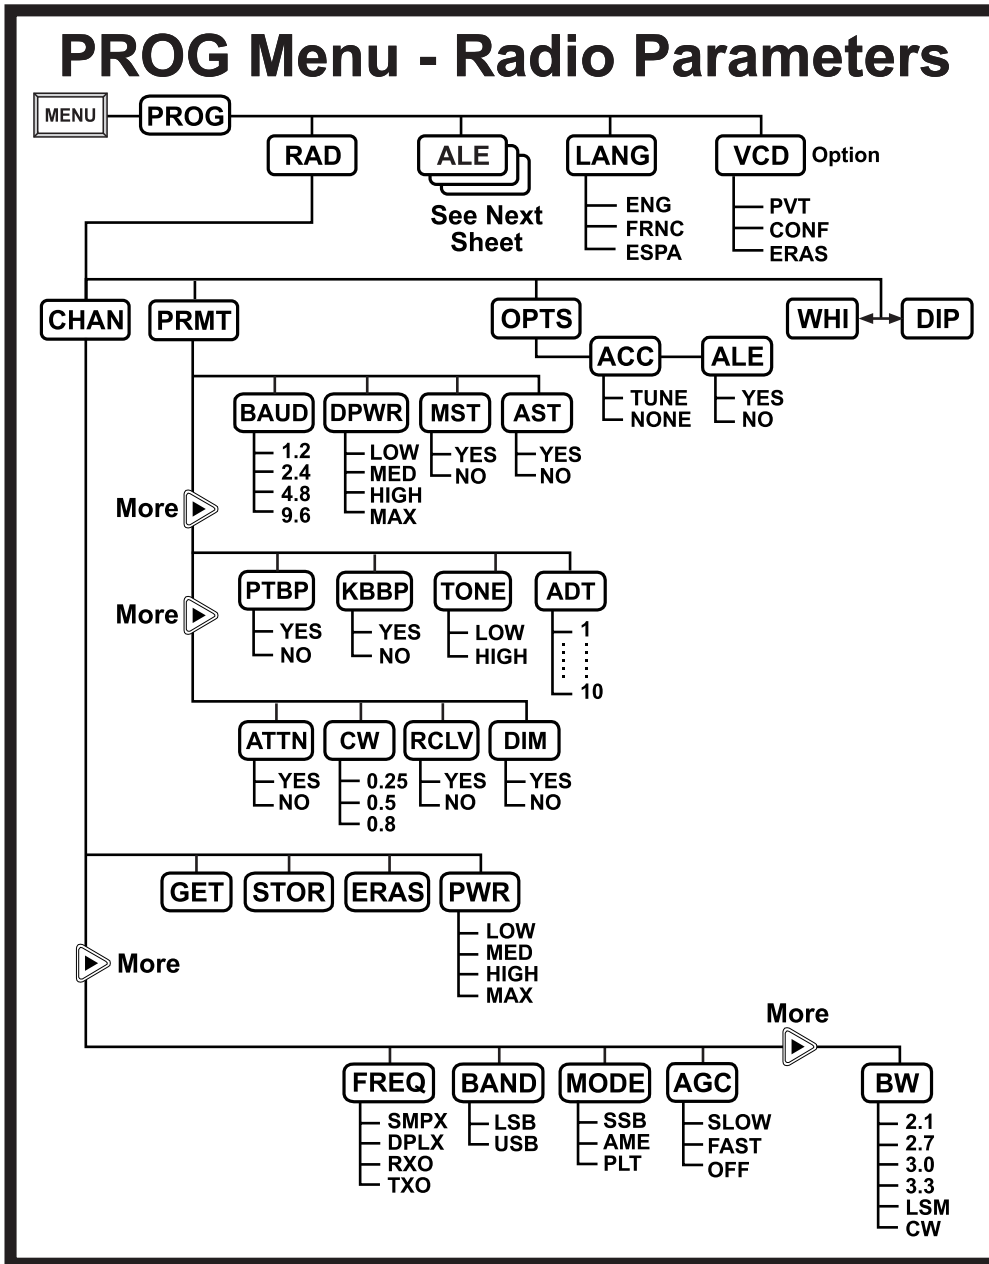 PROG Menu - Radio Parameters
MENU
PROG
RAD
ALE
LANG
VCD
Option
See Next
Sheet
ENG
FRNC
ESPA
PVT
CONF
ERAS
CHAN
PRMT
OPTS
WHI
DIP
ACC
ALE
TUNE
NONE
YES
NO
BAUD
DPWR
MST
AST
1.2
2.4
4.8
9.6
LOW
MED
HIGH
MAX
YES
NO
YES
NO
More
PTBP
KBBP
TONE
ADT
More
YES
NO
YES
NO
LOW
HIGH
1
10
ATTN
CW
RCLV
DIM
YES
NO
0.25
0.5
0.8
YES
NO
YES
NO
GET
STOR
ERAS
PWR
LOW
MED
HIGH
MAX
More
More
FREQ
BAND
MODE
AGC
BW
SMPX
DPLX
RXO
TXO
LSB
USB
SSB
AME
PLT
SLOW
FAST
OFF
2.1
2.7
3.0
3.3
LSM
CW